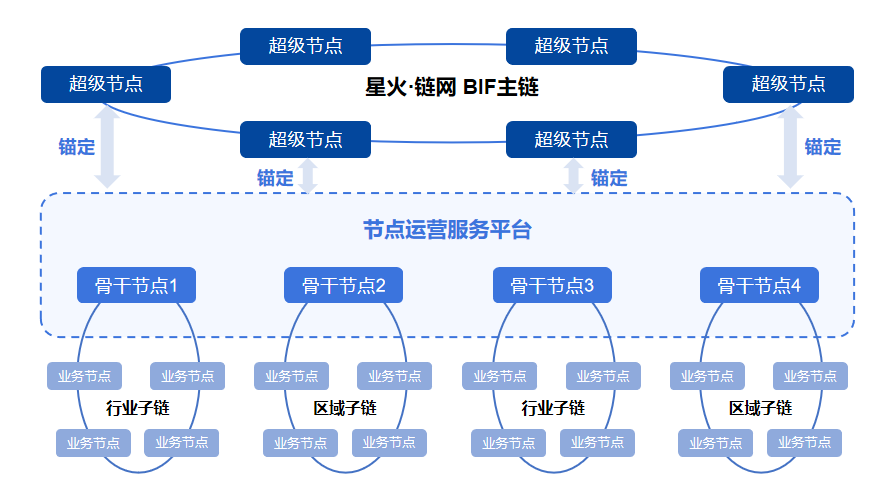 超级节点
超级节点
超级节点
超级节点
星火·链网 BIF主链
超级节点
超级节点
锚定
锚定
锚定
锚定
节点运营服务平台
骨干节点1
骨干节点2
骨干节点3
骨干节点4
业务节点
业务节点
业务节点
业务节点
业务节点
业务节点
业务节点
业务节点
行业子链
区域子链
行业子链
区域子链
业务节点
业务节点
业务节点
业务节点
业务节点
业务节点
业务节点
业务节点